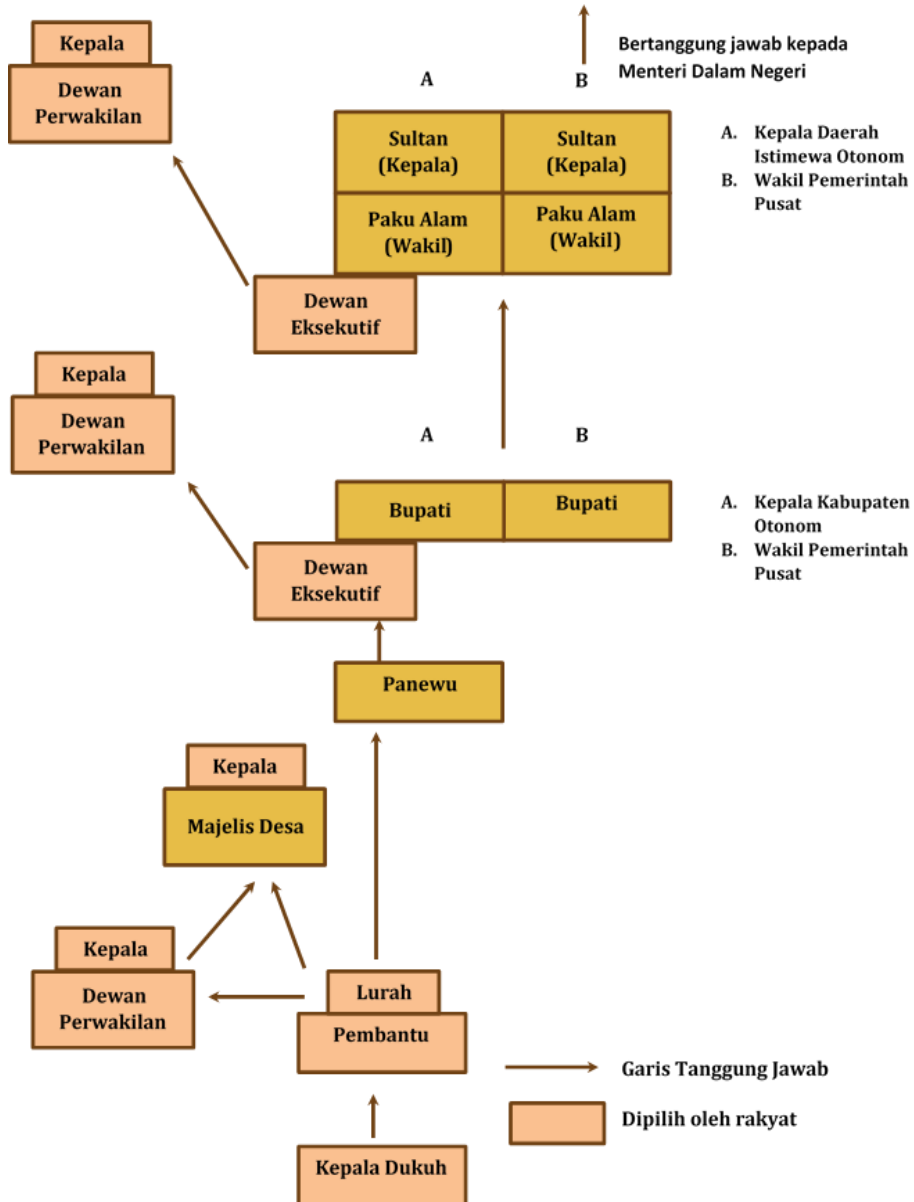 Kepala
Dewan
Perwakilan
Bertanggung jawab kepada
Menteri Dalam Negeri
A
B
Sultan
(Kepala)
Sultan
(Kepala)
Paku Alam
(Wakil)
Paku Alam
(Wakil)
A. Kepala Daerah
Istimewa Otonom
B. Wakil Pemerintah
Pusat
Dewan
Eksekutif
Kepala
Dewan
Perwakilan
A
B
Bupati
Bupati
A. Kepala Kabupaten
Otonom
B. Wakil Pemerintah
Pusat
Dewan
Eksekutif
Panewu
Kepala
Majelis Desa
Kepala
Dewan
Perwakilan
Lurah
Pembantu
Kepala Dukuh
Garis Tanggung Jawab
Dipilih oleh rakyat